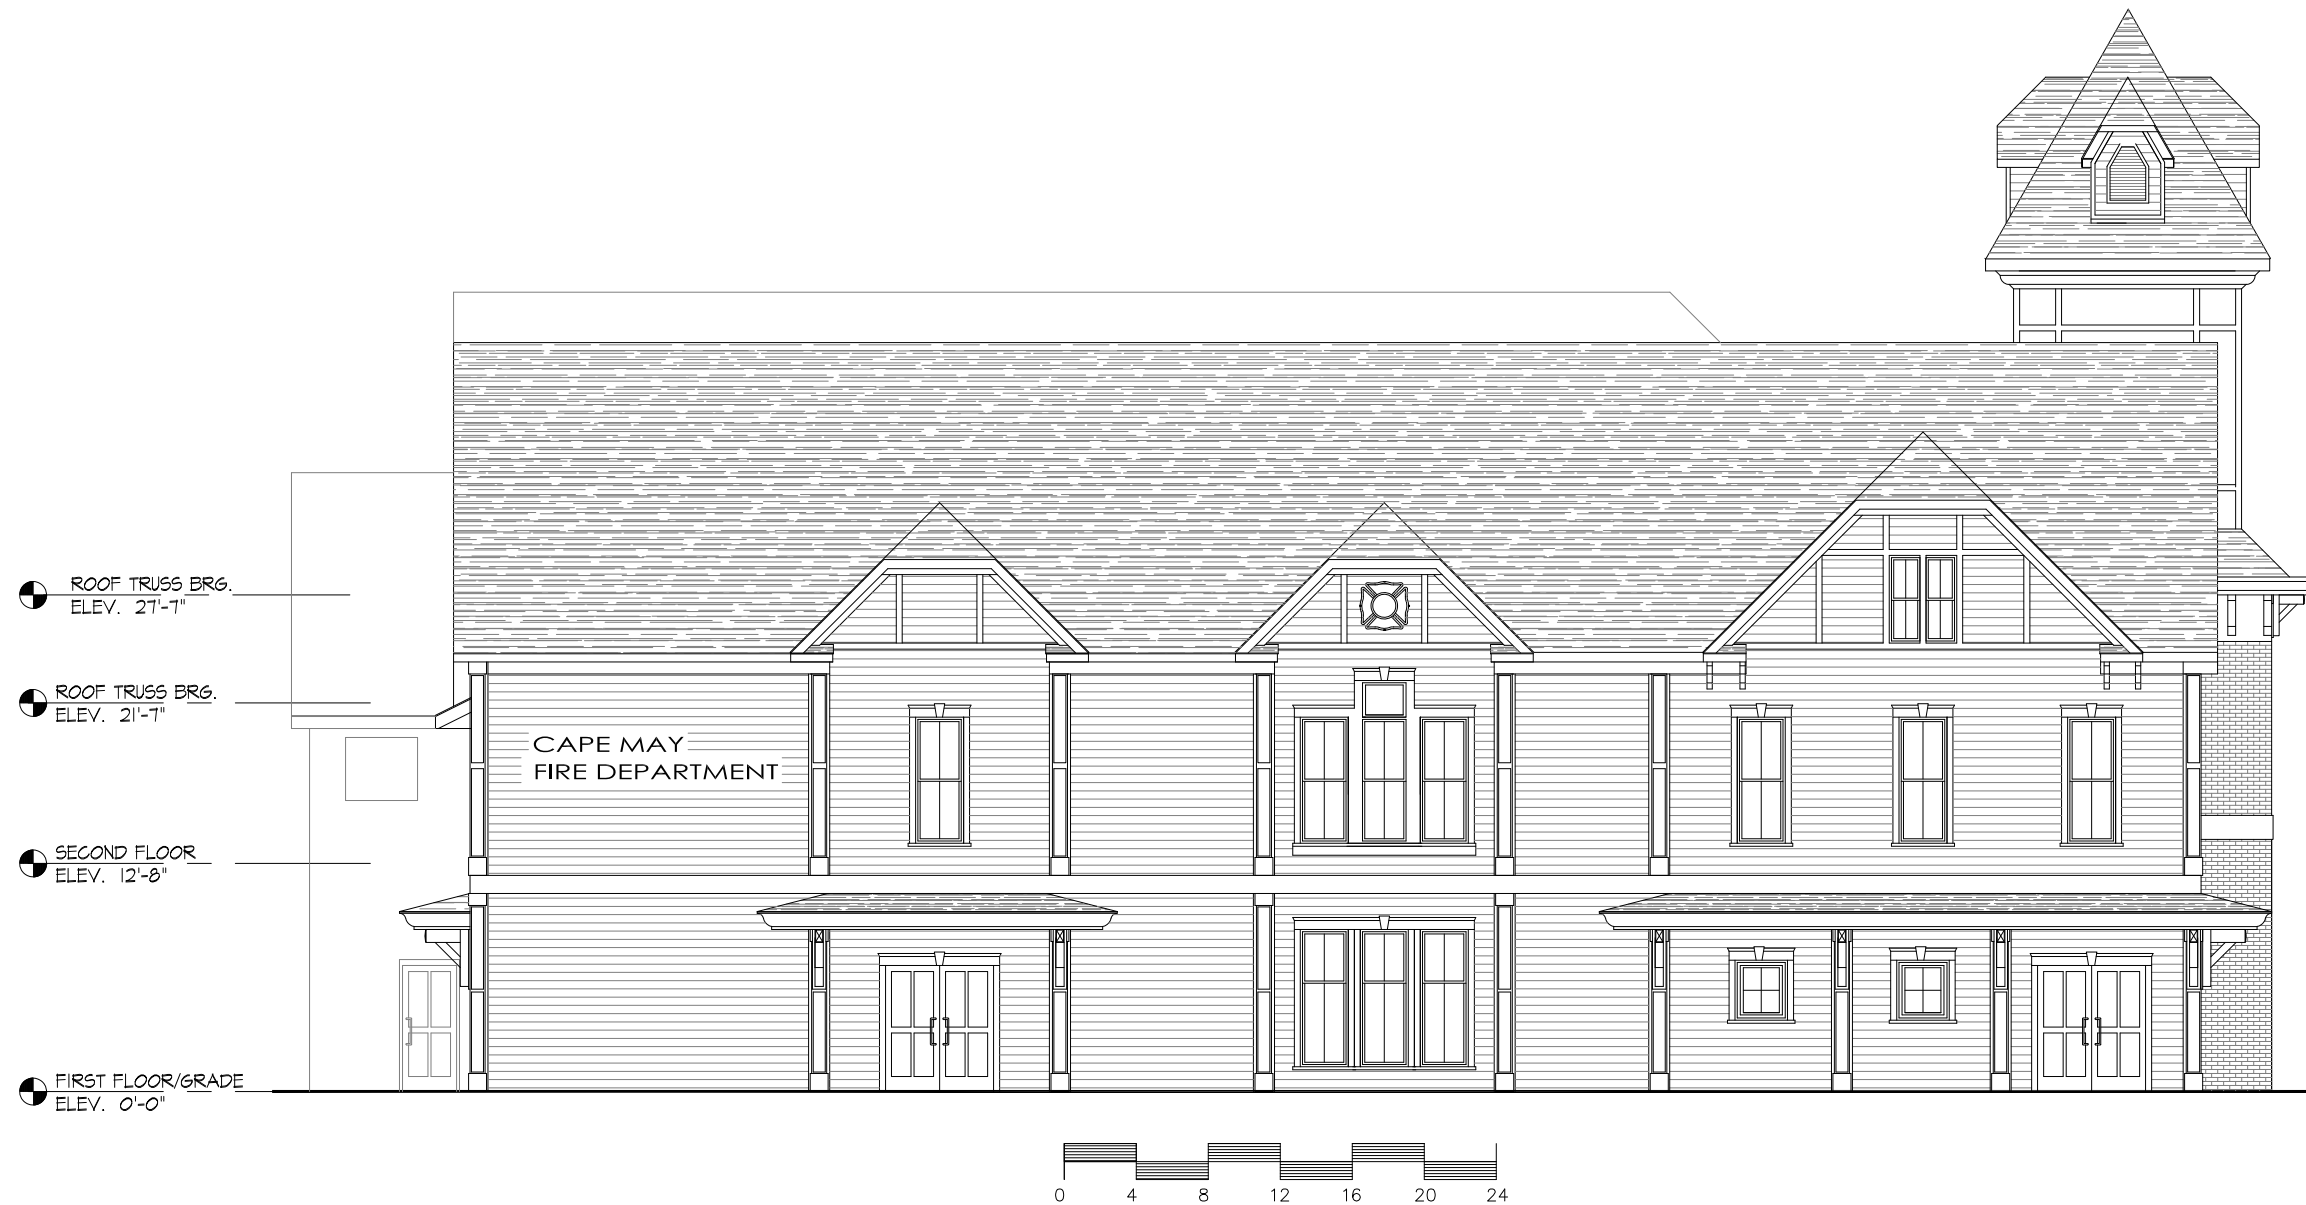 ROOF TRUSS BRG.
ELEV. 27'-7"
ROOF TRUSS BRG.
ELEV. 21'-7"
CAPE MAY
FIRE DEPARTMENT
SECOND FLOOR
ELEV. 12'-8"
FIRST FLOOR/GRADE
ELEV. 0'-0"
0 4 8 12 16 20 24